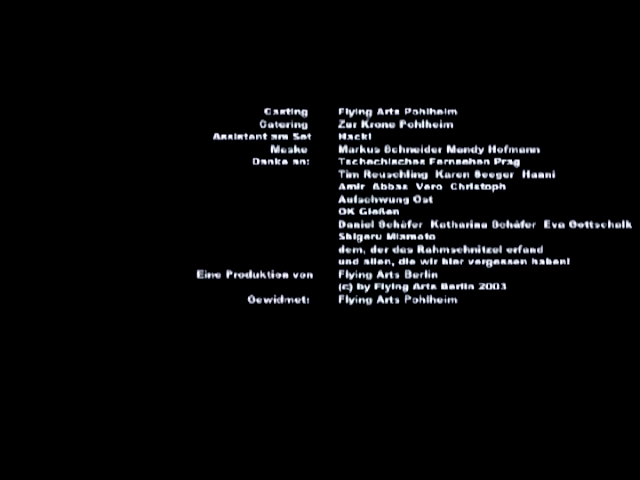 Casting Flying Arts Pohlheim
Catering Zur Krone Pohlheim
Assistent am Set Hacki
Maske Markus Schneider Mandy Hofmann
Danke an: Tschechisches Fernsehen Prag
Tim Reuschling Karen Seeger Hanni
Amir Abbas Vero Christoph
Aufschwung Ost
OK Gießen
Daniel Schäfer Katharina Schäfer Eva Gottschalk
Shigeru Miamoto
dem, der das Rahmschnitzel erfand
und allen, die wir hier vergessen haben!
Eine Produktion von Flying Arts Berlin
(c) by Flying Arts Berlin 2003
Gewidmet: Flying Arts Pohlheim